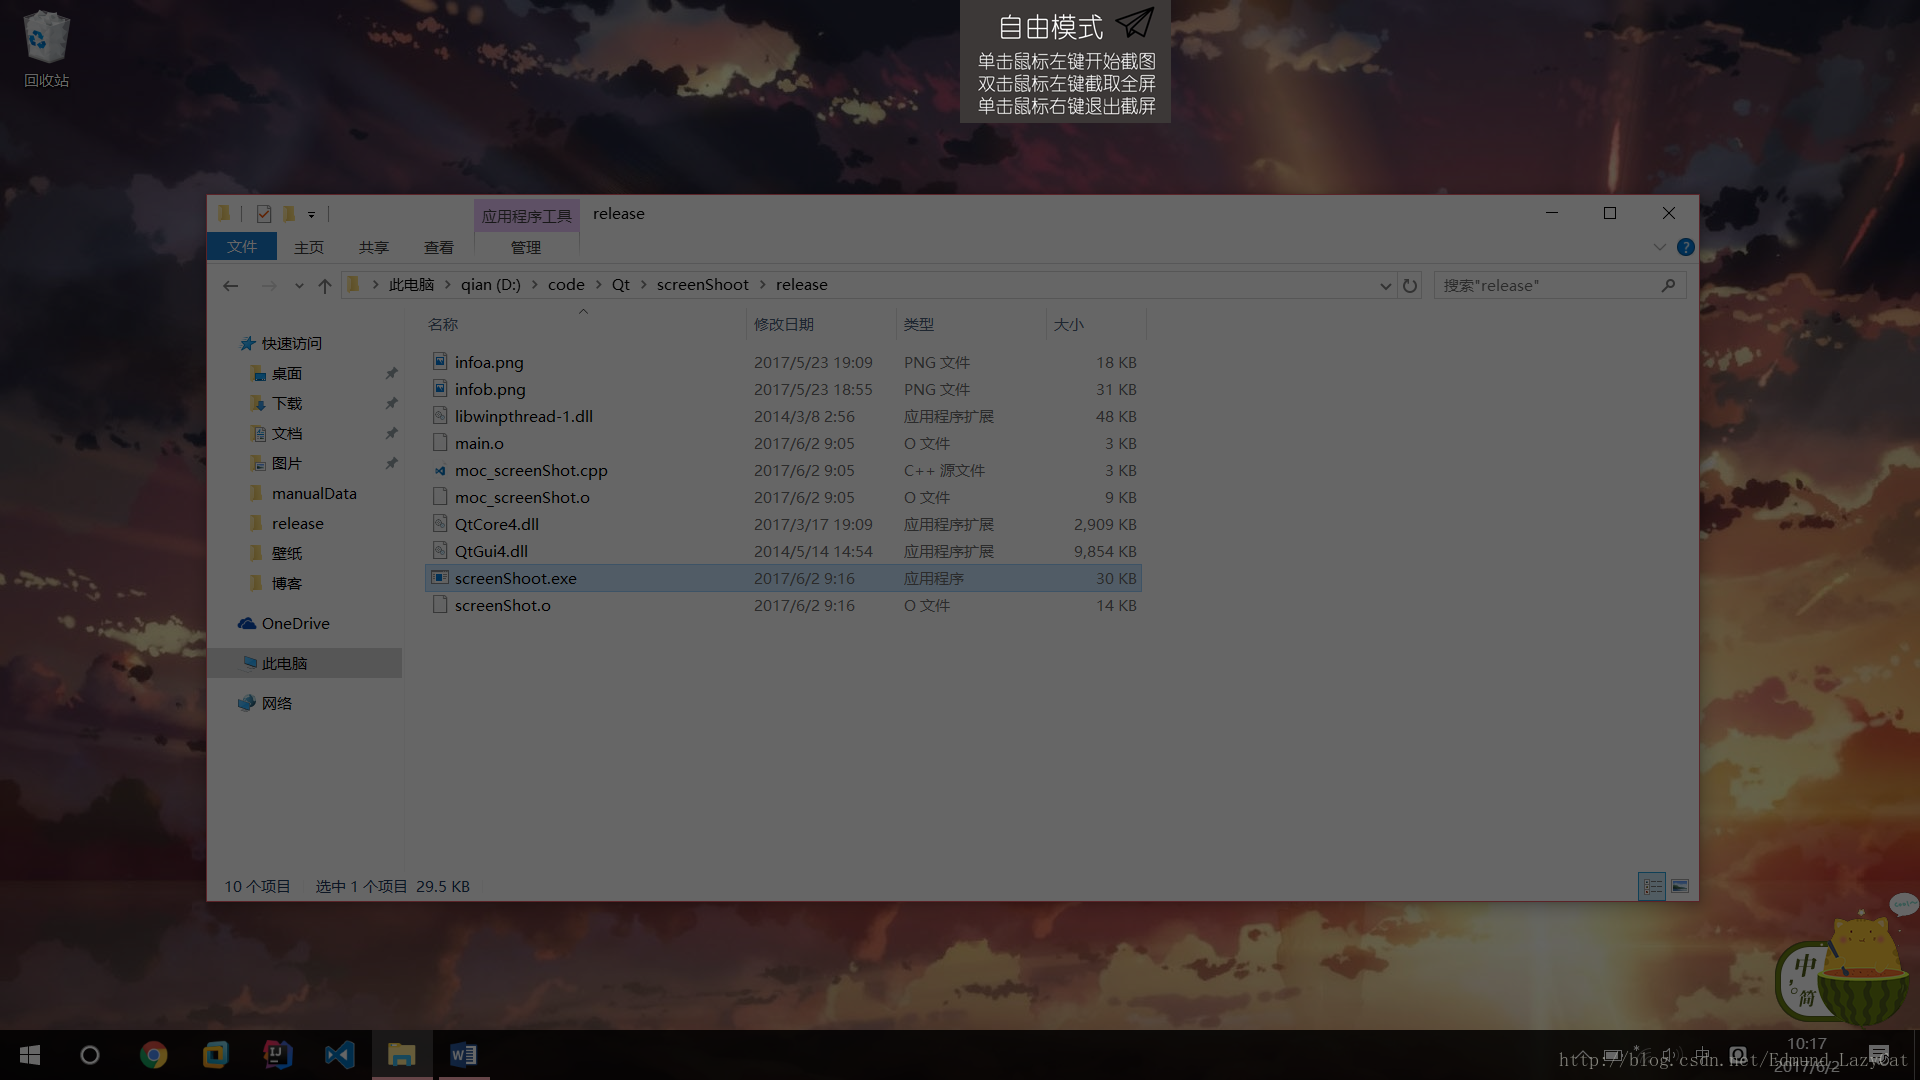 回收站
自由模式
单击鼠标左键开始截图
双击鼠标左键截取全屏
单击鼠标右键退出截屏
应用程序工具 release
文件 主页 共享 查看 管理
此电脑 qian (D:) code Qt screenShoot release
搜索"release"
名称 修改日期 类型 大小
快速访问
桌面
下载
文档
图片
manualData
release
壁纸
博客
OneDrive
此电脑
网络
infoa.png 2017/5/23 19:09 PNG 文件 18 KB
infob.png 2017/5/23 18:55 PNG 文件 31 KB
libwinpthread-1.dll 2014/3/8 2:56 应用程序扩展 48 KB
main.o 2017/6/2 9:05 O 文件 3 KB
moc_screenShot.cpp 2017/6/2 9:05 C++ 源文件 3 KB
moc_screenShot.o 2017/6/2 9:05 O 文件 9 KB
QtCore4.dll 2017/3/17 19:09 应用程序扩展 2,909 KB
QtGui4.dll 2014/5/14 14:54 应用程序扩展 9,854 KB
screenShoot.exe 2017/6/2 9:16 应用程序 30 KB
screenShot.o 2017/6/2 9:16 O 文件 14 KB
10 个项目 选中 1 个项目 29.5 KB
中
简
中
10:17
2017/6/2
http://blog.csdn.net/Edmund_LazyCat